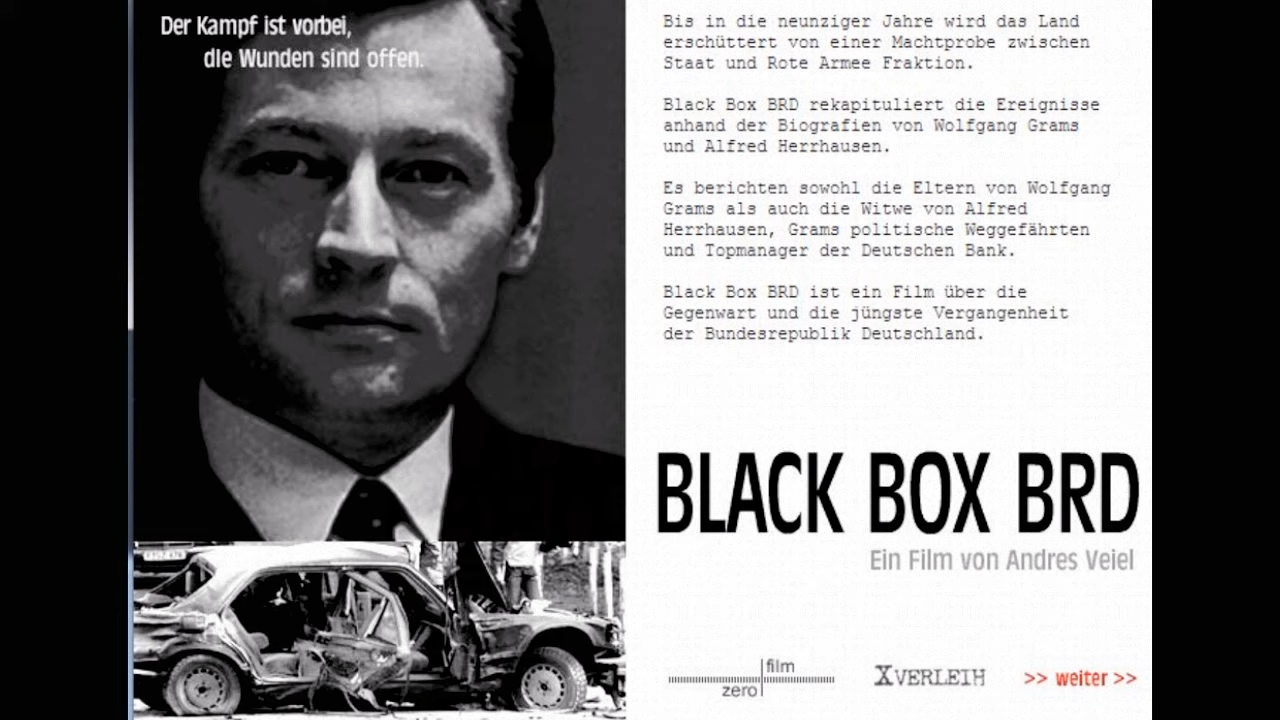 Der Kampf ist vorbei,
die Wunden sind offen.
Bis in die neunziger Jahre wird das Land
erschüttert von einer Machtprobe zwischen
Staat und Rote Armee Fraktion.
Black Box BRD rekapituliert die Ereignisse
anhand der Biografien von Wolfgang Grams
und Alfred Herrhausen.
Es berichten sowohl die Eltern von Wolfgang
Grams als auch die Witwe von Alfred
Herrhausen, Grams politische Weggefährten
und Topmanager der Deutschen Bank.
Black Box BRD ist ein Film über die
Gegenwart und die jüngste Vergangenheit
der Bundesrepublik Deutschland.
BLACK BOX BRD
Ein Film von Andres Veiel
film
zero
X VERLEIH
>> weiter >>